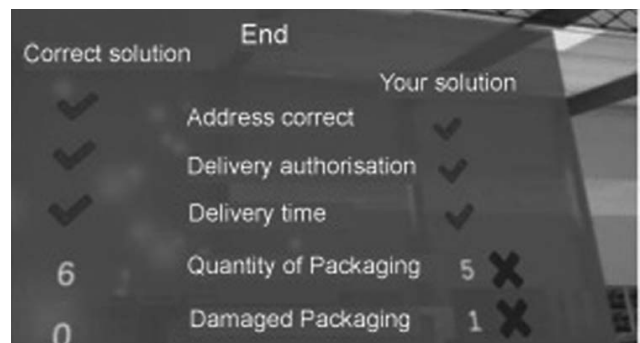 End
Correct solution
Your solution
Address correct
Delivery authorisation
Delivery time
6 Quantity of Packaging 5
0 Damaged Packaging 1